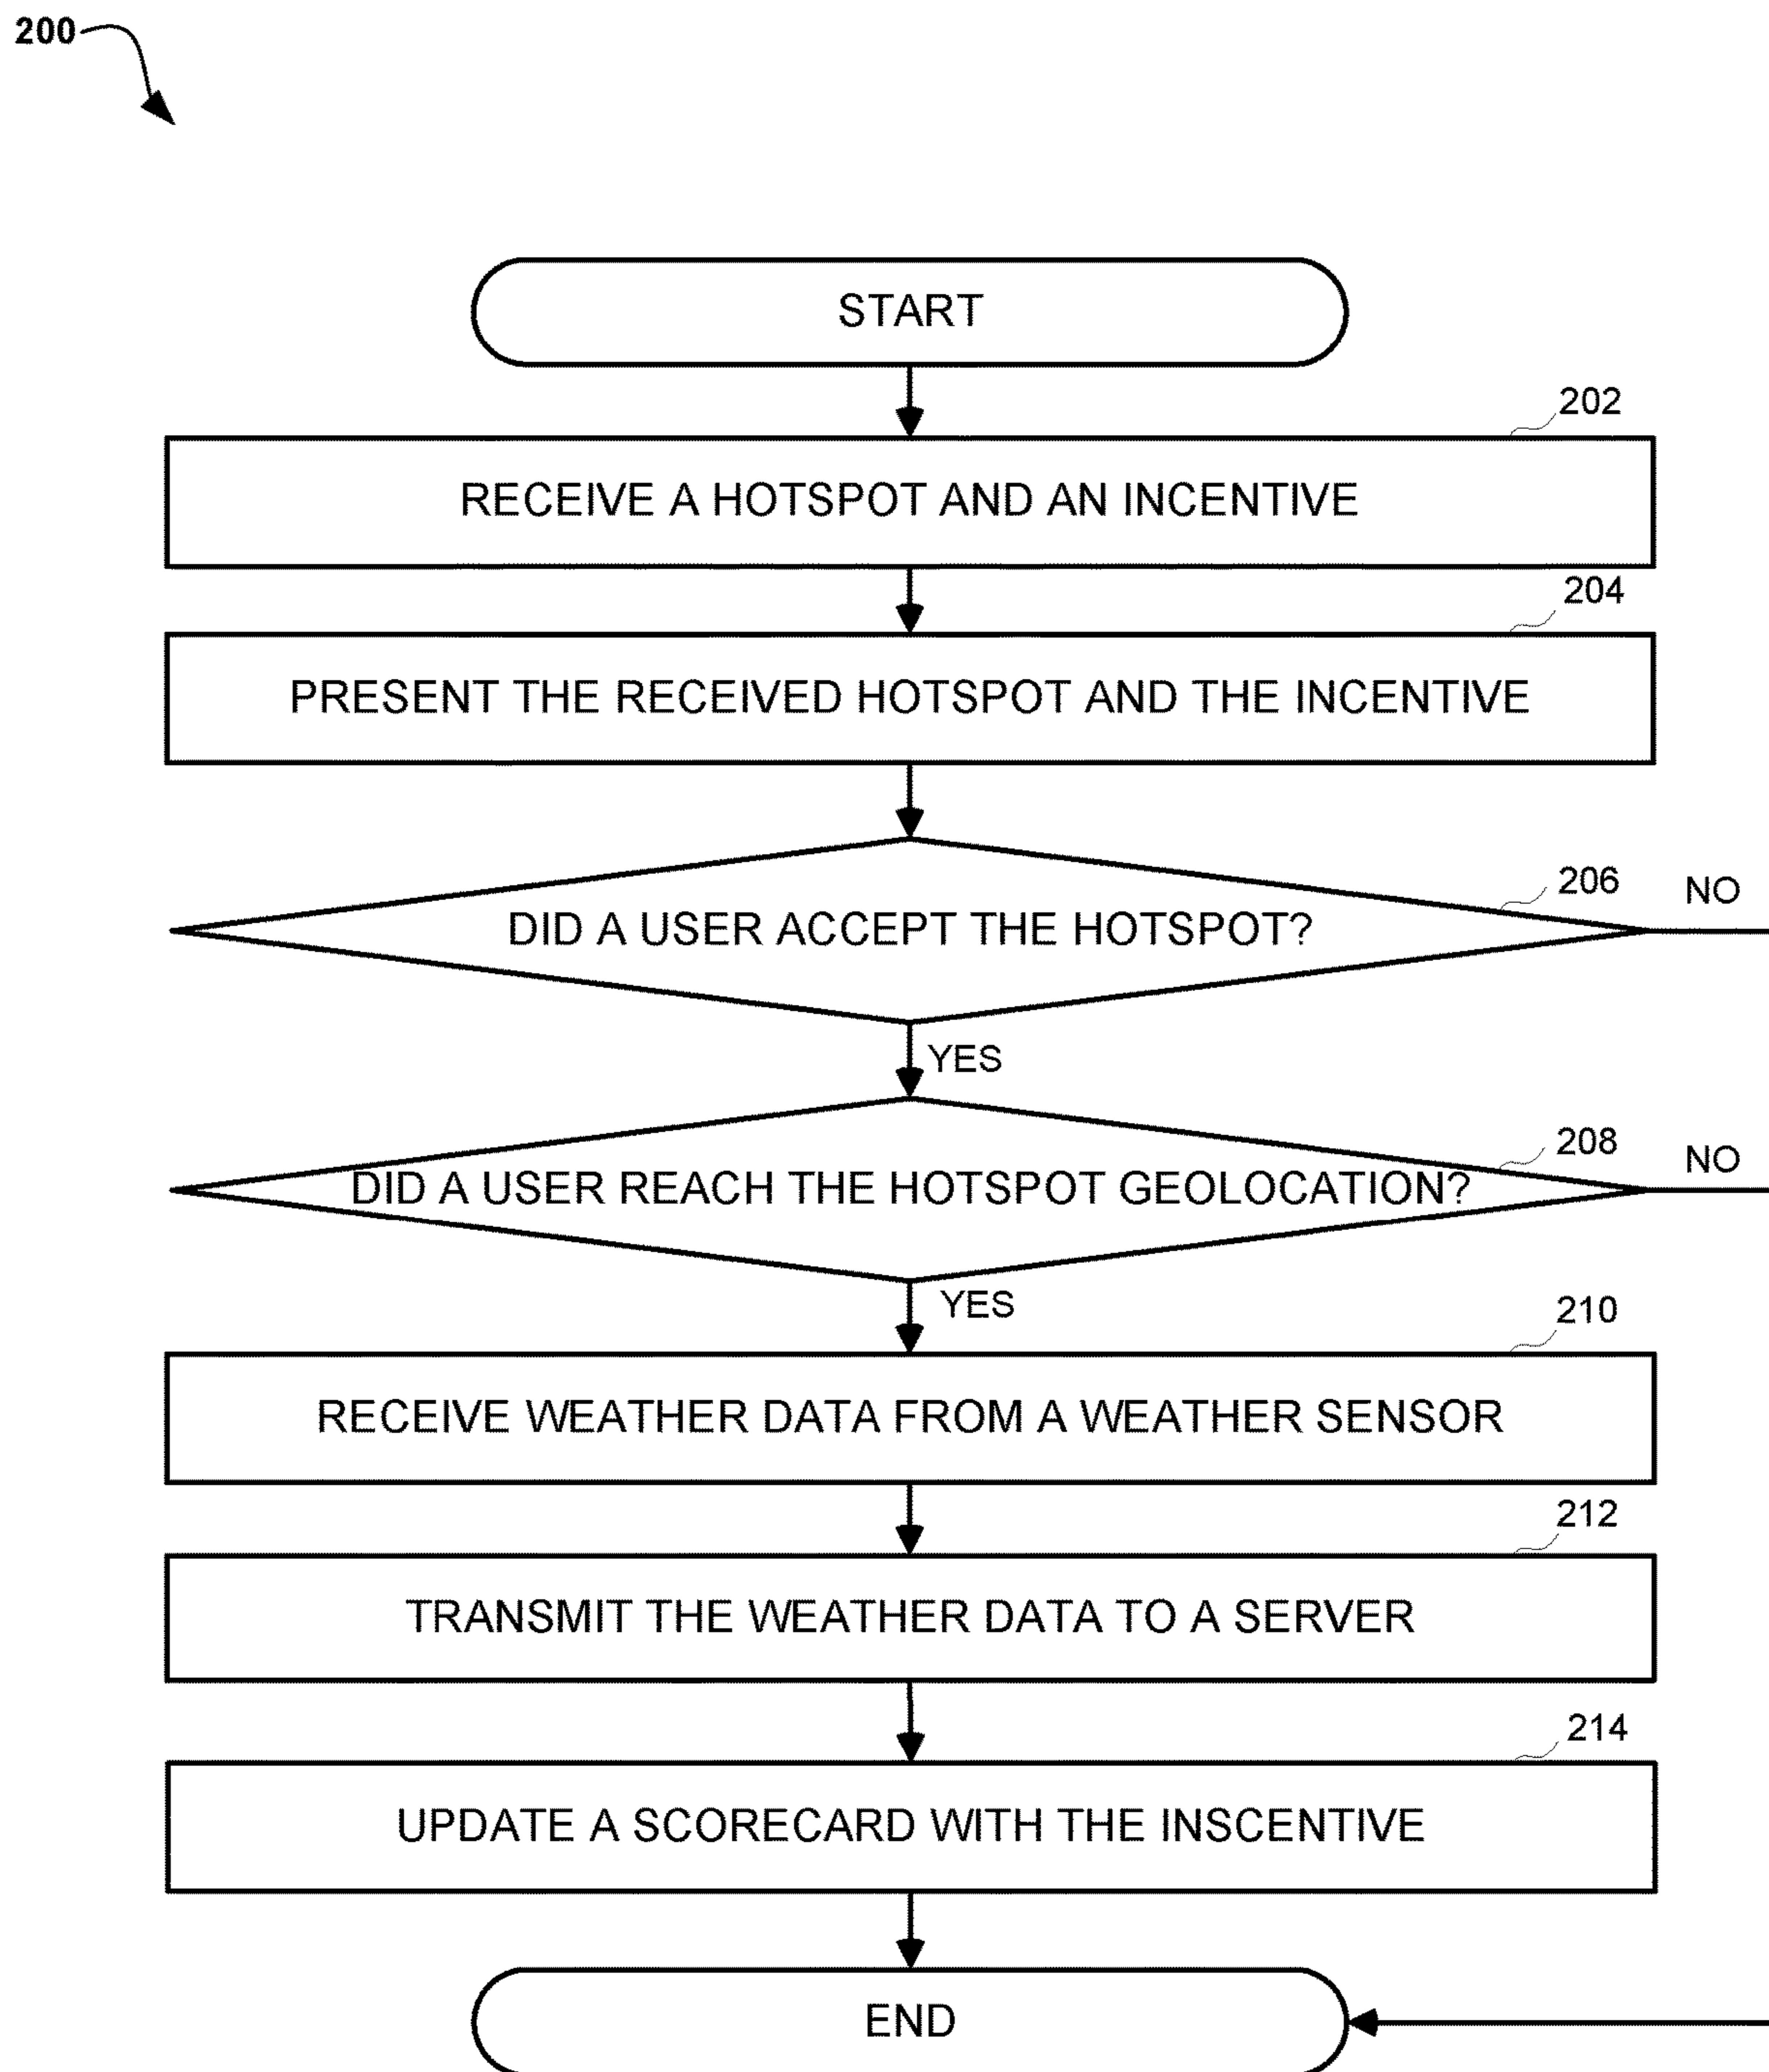 200
START
202
RECEIVE A HOTSPOT AND AN INCENTIVE
204
PRESENT THE RECEIVED HOTSPOT AND THE INCENTIVE
206
NO
DID A USER ACCEPT THE HOTSPOT?
YES
208
NO
DID A USER REACH THE HOTSPOT GEOLOCATION?
YES
210
RECEIVE WEATHER DATA FROM A WEATHER SENSOR
212
TRANSMIT THE WEATHER DATA TO A SERVER
214
UPDATE A SCORECARD WITH THE INSCENTIVE
END